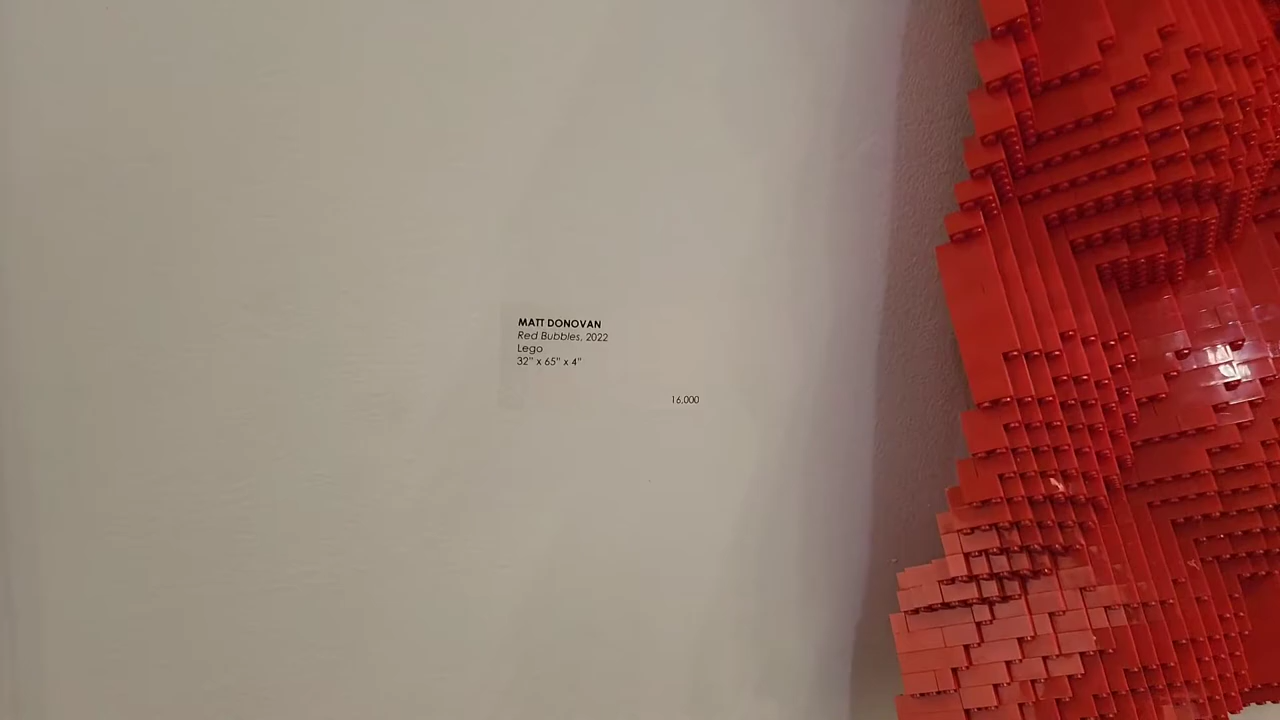 MATT DONOVAN
Red Bubbles, 2022
Lego
32" x 65" x 4"
16,000